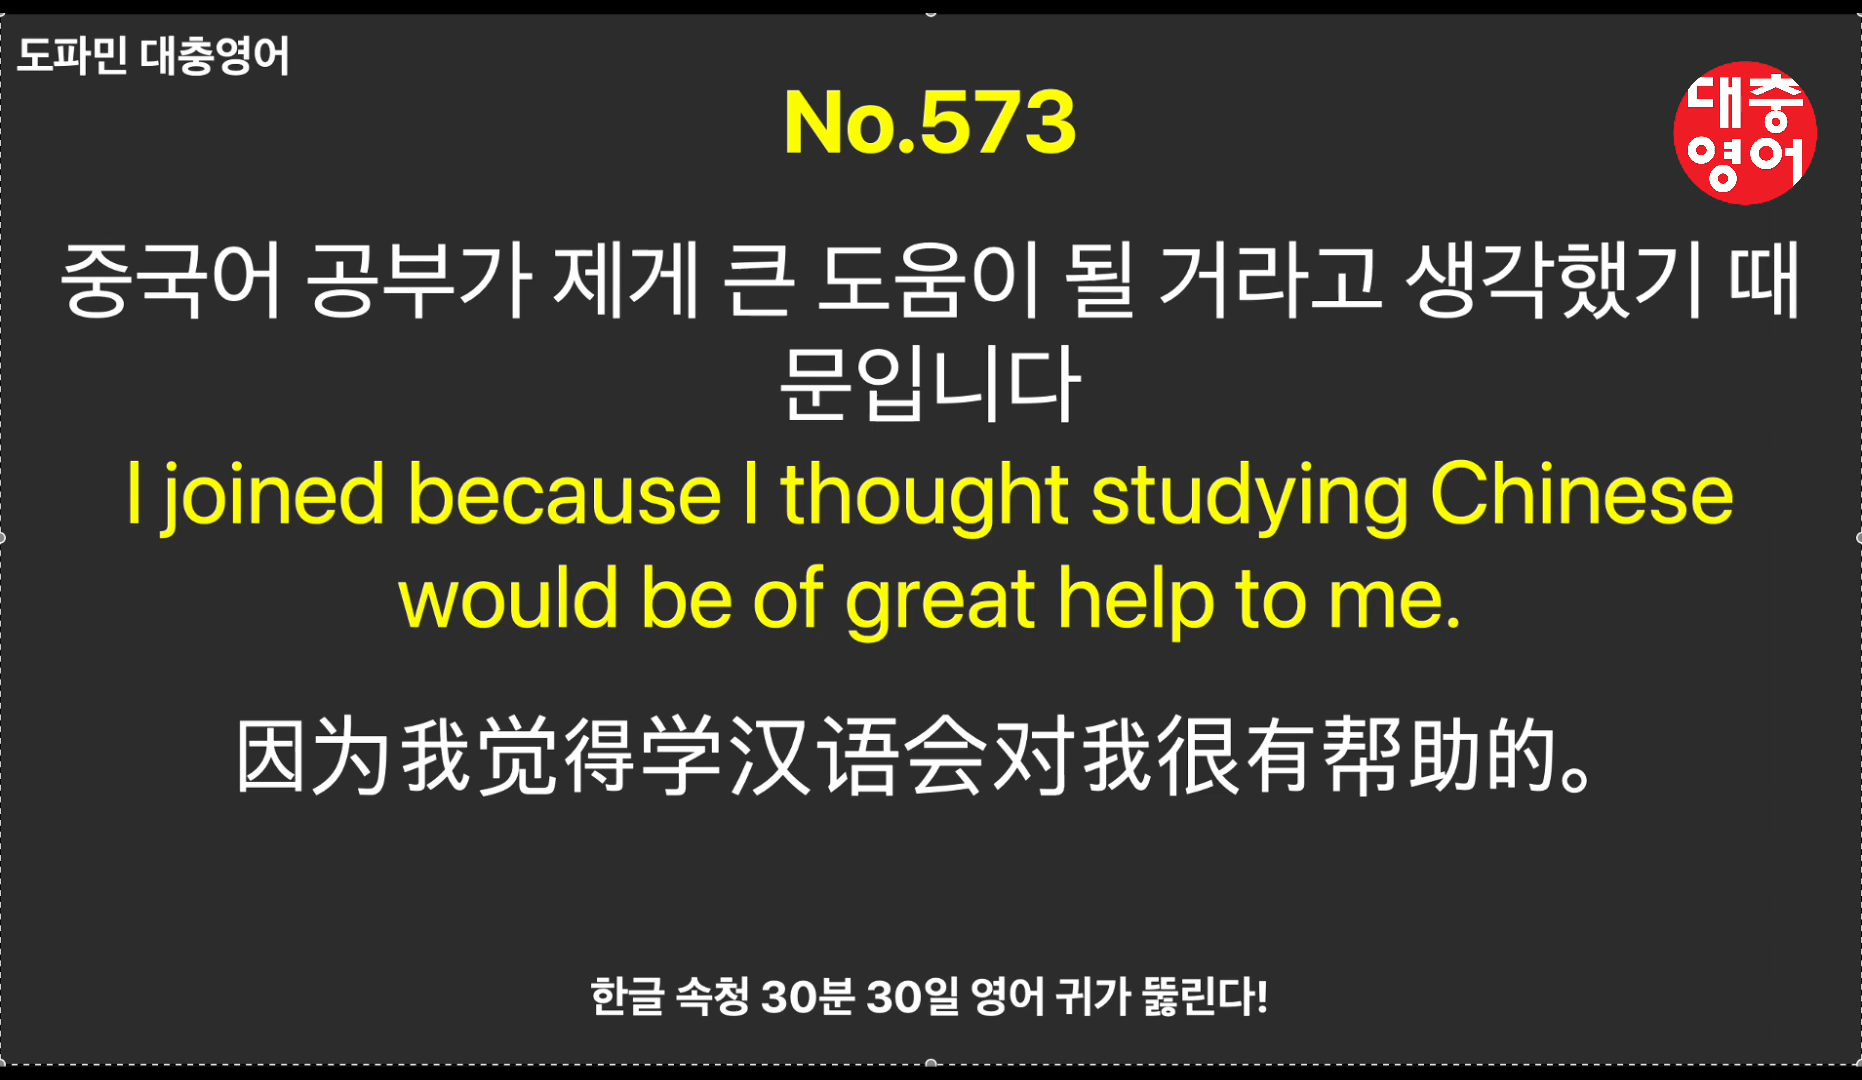 도파민 대충영어
No.573
대충
영어
중국어 공부가 제게 큰 도움이 될 거라고 생각했기 때
문입니다
I joined because I thought studying Chinese
would be of great help to me.
因为我觉得学汉语会对我很有帮助的。
한글 속청 30분 30일 영어 귀가 뚫린다!